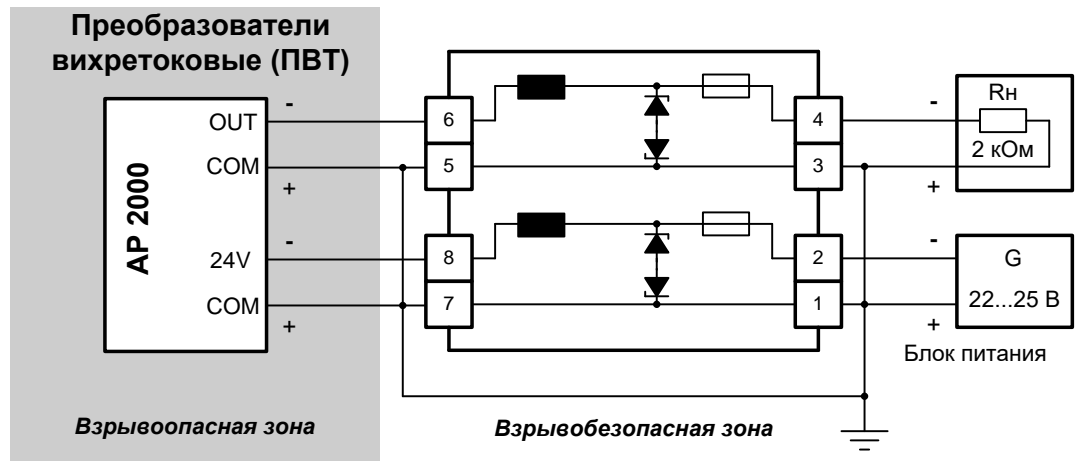 Преобразователи
вихретоковые (ПВТ)
AP 2000
OUT
-
COM
+
24V
-
COM
+
6
5
8
7
4
3
2
1
-
+
Rн
2 кОм
-
+
G
22...25 В
Блок питания
Взрывоопасная зона
Взрывобезопасная зона